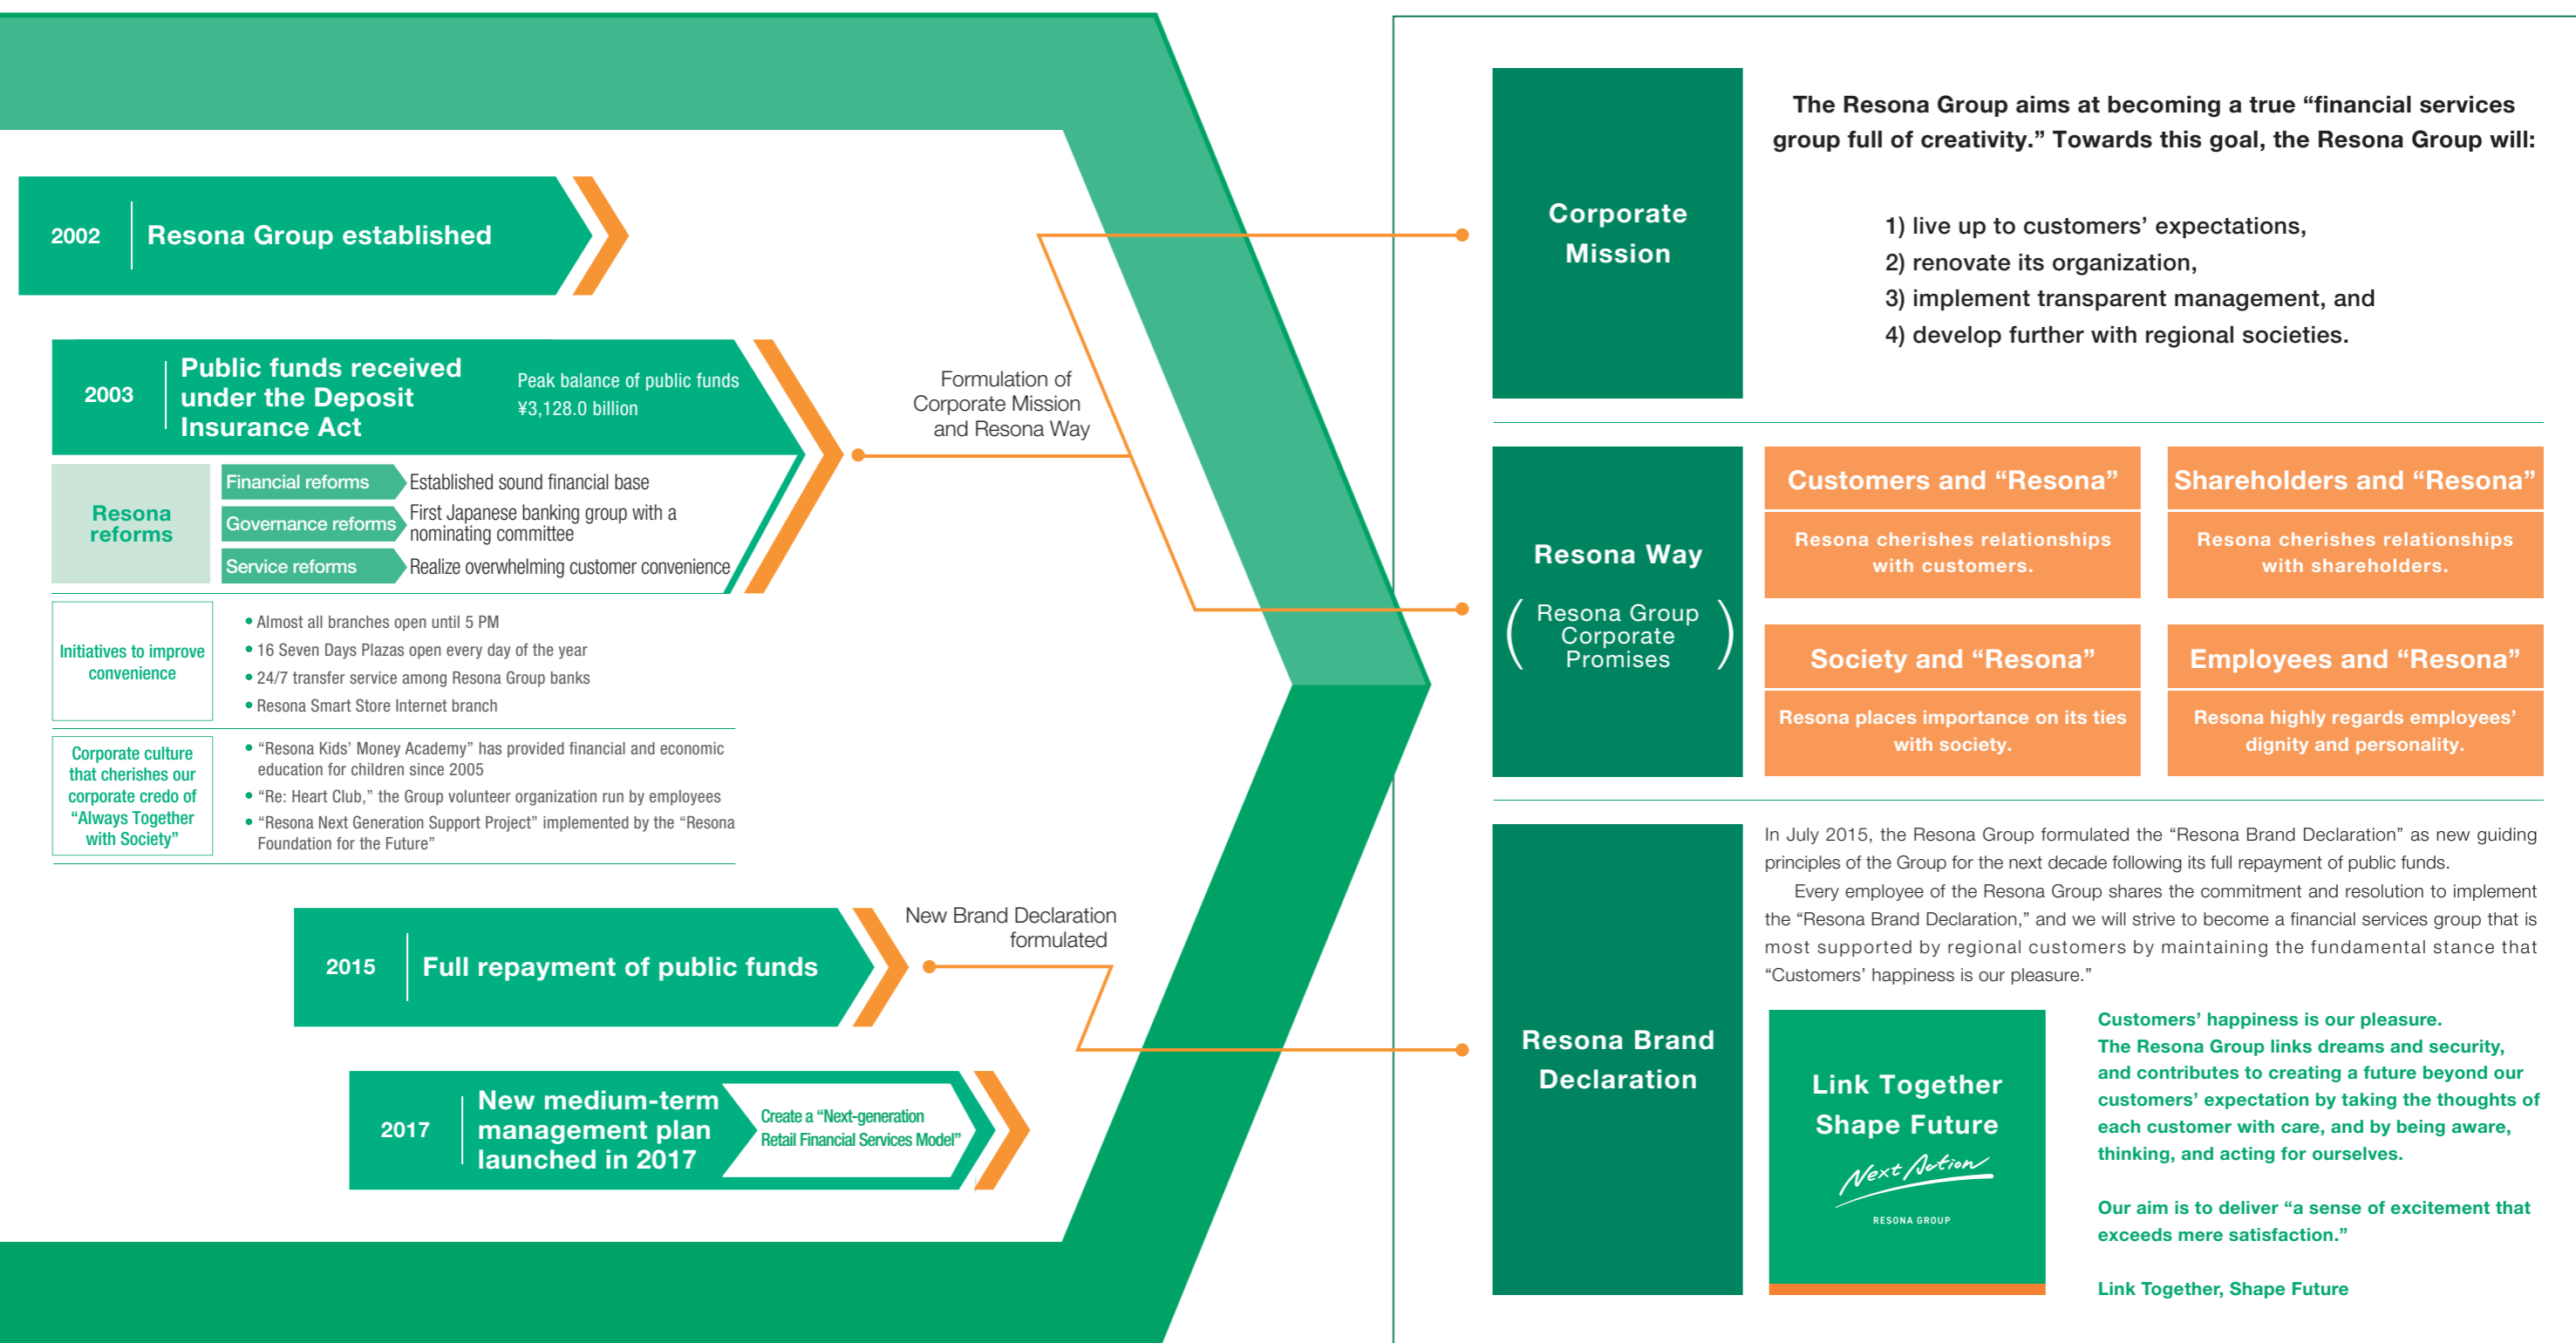 2002
Resona Group established
2003
Public funds received
under the Deposit
Insurance Act
Peak balance of public funds
¥3,128.0 billion
Resona
reforms
Financial reforms
Established sound financial base
Governance reforms
First Japanese banking group with a
nominating committee
Service reforms
Realize overwhelming customer convenience
Initiatives to improve
convenience
• Almost all branches open until 5 PM
• 16 Seven Days Plazas open every day of the year
• 24/7 transfer service among Resona Group banks
• Resona Smart Store Internet branch
Corporate culture
that cherishes our
corporate credo of
“Always Together
with Society”
• “Resona Kids’ Money Academy” has provided financial and economic
education for children since 2005
• “Re: Heart Club,” the Group volunteer organization run by employees
• “Resona Next Generation Support Project” implemented by the “Resona
Foundation for the Future”
2015
Full repayment of public funds
2017
New medium-term
management plan
launched in 2017
Create a “Next-generation
Retail Financial Services Model”
Formulation of
Corporate Mission
and Resona Way
New Brand Declaration
formulated
Corporate
Mission
The Resona Group aims at becoming a true “financial services
group full of creativity.” Towards this goal, the Resona Group will:
1) live up to customers’ expectations,
2) renovate its organization,
3) implement transparent management, and
4) develop further with regional societies.
Resona Way
(Resona Group
Corporate
Promises)
Customers and “Resona”
Resona cherishes relationships
with customers.
Shareholders and “Resona”
Resona cherishes relationships
with shareholders.
Society and “Resona”
Resona places importance on its ties
with society.
Employees and “Resona”
Resona highly regards employees’
dignity and personality.
Resona Brand
Declaration
In July 2015, the Resona Group formulated the “Resona Brand Declaration” as new guiding
principles of the Group for the next decade following its full repayment of public funds.
Every employee of the Resona Group shares the commitment and resolution to implement
the “Resona Brand Declaration,” and we will strive to become a financial services group that is
most supported by regional customers by maintaining the fundamental stance that
“Customers’ happiness is our pleasure.”
Link Together
Shape Future
Next Action
RESONA GROUP
Customers’ happiness is our pleasure.
The Resona Group links dreams and security,
and contributes to creating a future beyond our
customers’ expectation by taking the thoughts of
each customer with care, and by being aware,
thinking, and acting for ourselves.
Our aim is to deliver “a sense of excitement that
exceeds mere satisfaction.”
Link Together, Shape Future